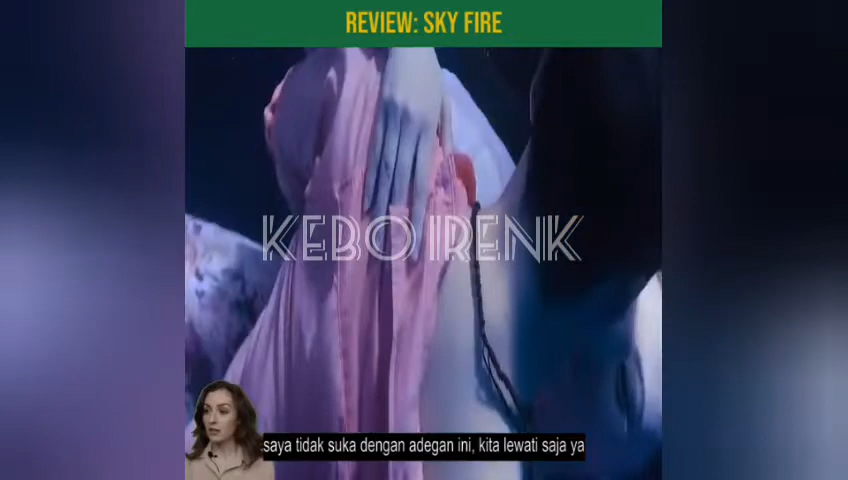 REVIEW: SKY FIRE
KEBO IRENK
saya tidak suka dengan adegan ini, kita lewati saja ya